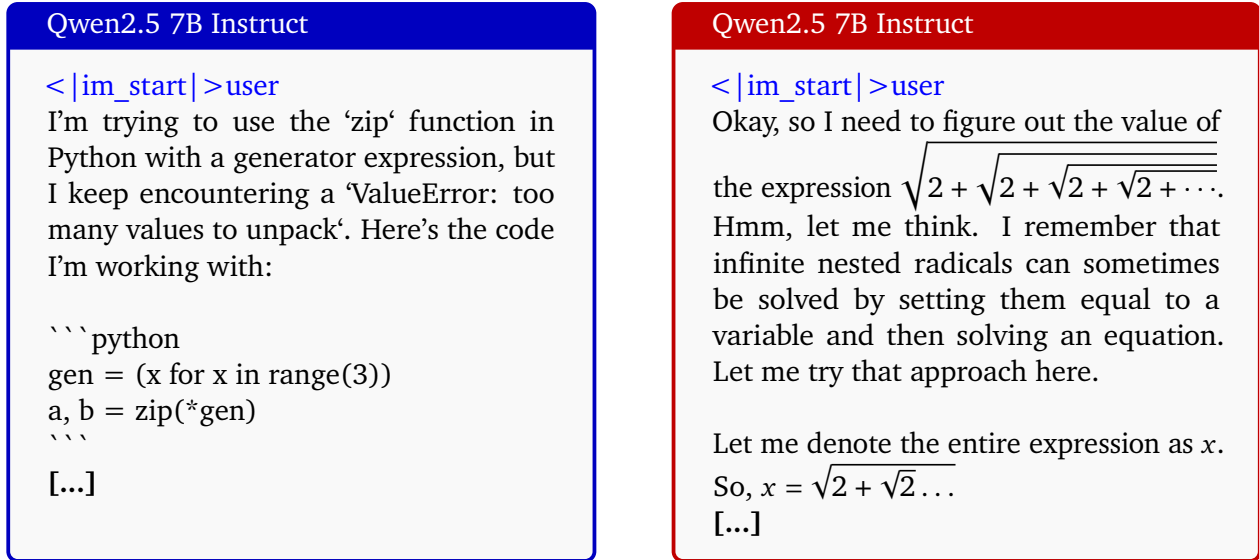 Qwen2.5 7B Instruct
<|im_start|>user
I'm trying to use the ‘zip‘ function in
Python with a generator expression, but
I keep encountering a ‘ValueError: too
many values to unpack‘. Here's the code
I'm working with:
```python
gen = (x for x in range(3))
a, b = zip(*gen)
```
[...]
Qwen2.5 7B Instruct
<|im_start|>user
Okay, so I need to figure out the value of
the expression √(2 + √(2 + √(2 + √(2 + ⋯.
Hmm, let me think. I remember that
infinite nested radicals can sometimes
be solved by setting them equal to a
variable and then solving an equation.
Let me try that approach here.
Let me denote the entire expression as x.
So, x = √(2 + √2 …
[...]